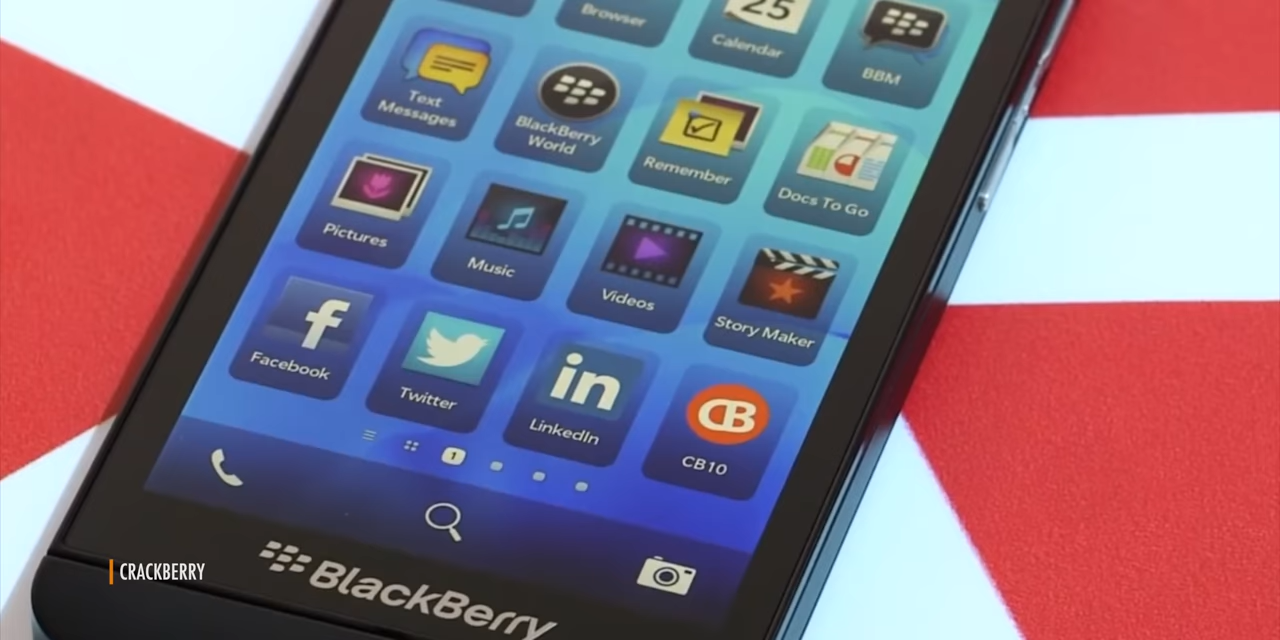 Browser
25
Calendar
BBM
Text
Messages
BlackBerry
World
Remember
Docs To Go
Pictures
Music
Videos
Story Maker
f
Facebook
Twitter
in
LinkedIn
CB
CB10
1
BlackBerry
CRACKBERRY